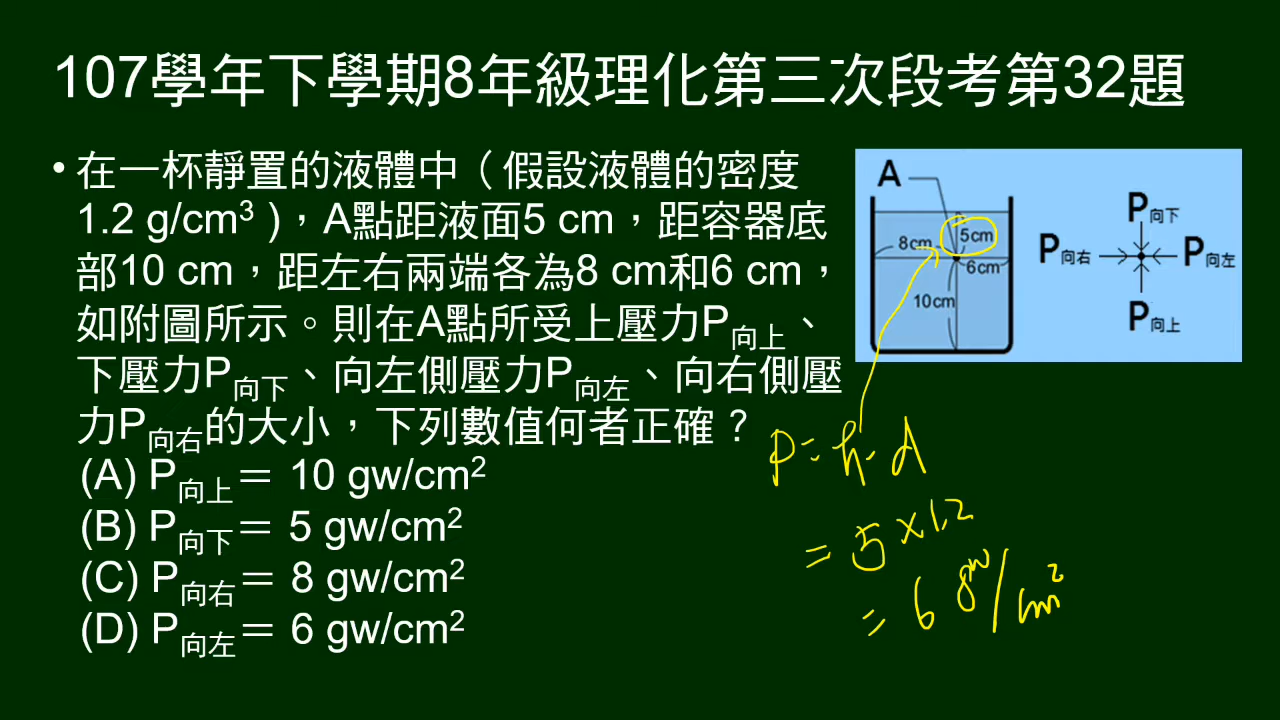 107學年下學期8年級理化第三次段考第32題
• 在一杯靜置的液體中（假設液體的密度
1.2 g/cm³ )，A點距液面5 cm，距容器底
部10 cm，距左右兩端各為8 cm和6 cm，
如附圖所示。則在A點所受上壓力P向上、
下壓力P向下、向左側壓力P向左、向右側壓
力P向右的大小，下列數值何者正確？
(A) P向上＝ 10 gw/cm²
(B) P向下＝ 5 gw/cm²
(C) P向右＝ 8 gw/cm²
(D) P向左＝ 6 gw/cm²
A
5cm
8cm
6cm
10cm
P向下
P向右
P向左
P向上
P=h·d
=5×1.2
=6 gw/cm²